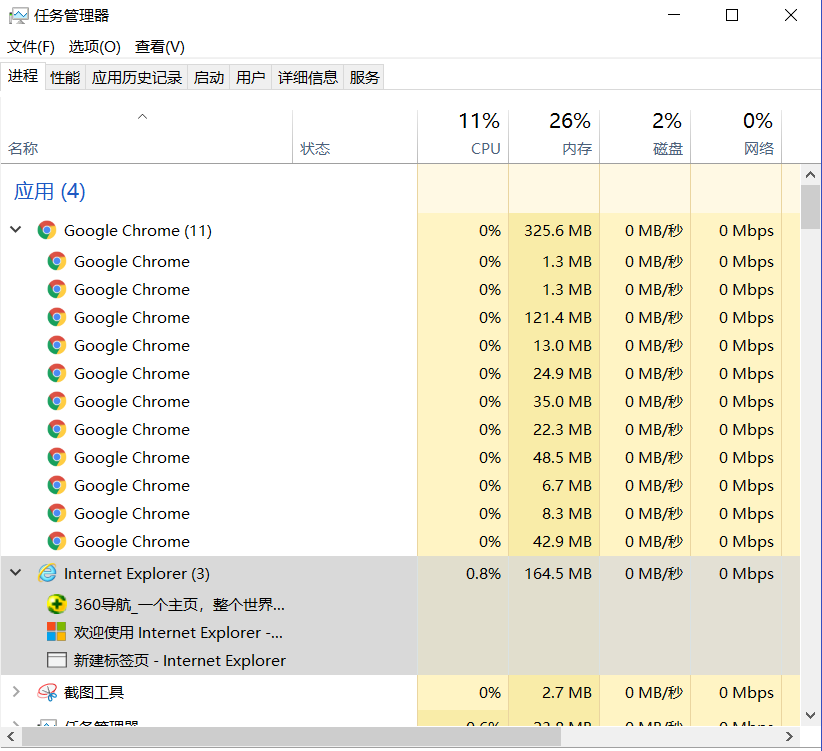 任务管理器
文件(F) 选项(O) 查看(V)
进程 性能 应用历史记录 启动 用户 详细信息 服务
11% 26% 2% 0%
名称 状态 CPU 内存 磁盘 网络
应用 (4)
Google Chrome (11) 0% 325.6 MB 0 MB/秒 0 Mbps
Google Chrome 0% 1.3 MB 0 MB/秒 0 Mbps
Google Chrome 0% 1.3 MB 0 MB/秒 0 Mbps
Google Chrome 0% 121.4 MB 0 MB/秒 0 Mbps
Google Chrome 0% 13.0 MB 0 MB/秒 0 Mbps
Google Chrome 0% 24.9 MB 0 MB/秒 0 Mbps
Google Chrome 0% 35.0 MB 0 MB/秒 0 Mbps
Google Chrome 0% 22.3 MB 0 MB/秒 0 Mbps
Google Chrome 0% 48.5 MB 0 MB/秒 0 Mbps
Google Chrome 0% 6.7 MB 0 MB/秒 0 Mbps
Google Chrome 0% 8.3 MB 0 MB/秒 0 Mbps
Google Chrome 0% 42.9 MB 0 MB/秒 0 Mbps
Internet Explorer (3) 0.8% 164.5 MB 0 MB/秒 0 Mbps
360导航_一个主页，整个世界...
欢迎使用 Internet Explorer -...
新建标签页 - Internet Explorer
截图工具 0% 2.7 MB 0 MB/秒 0 Mbps
任务管理器 0 MB/秒 0 Mbps